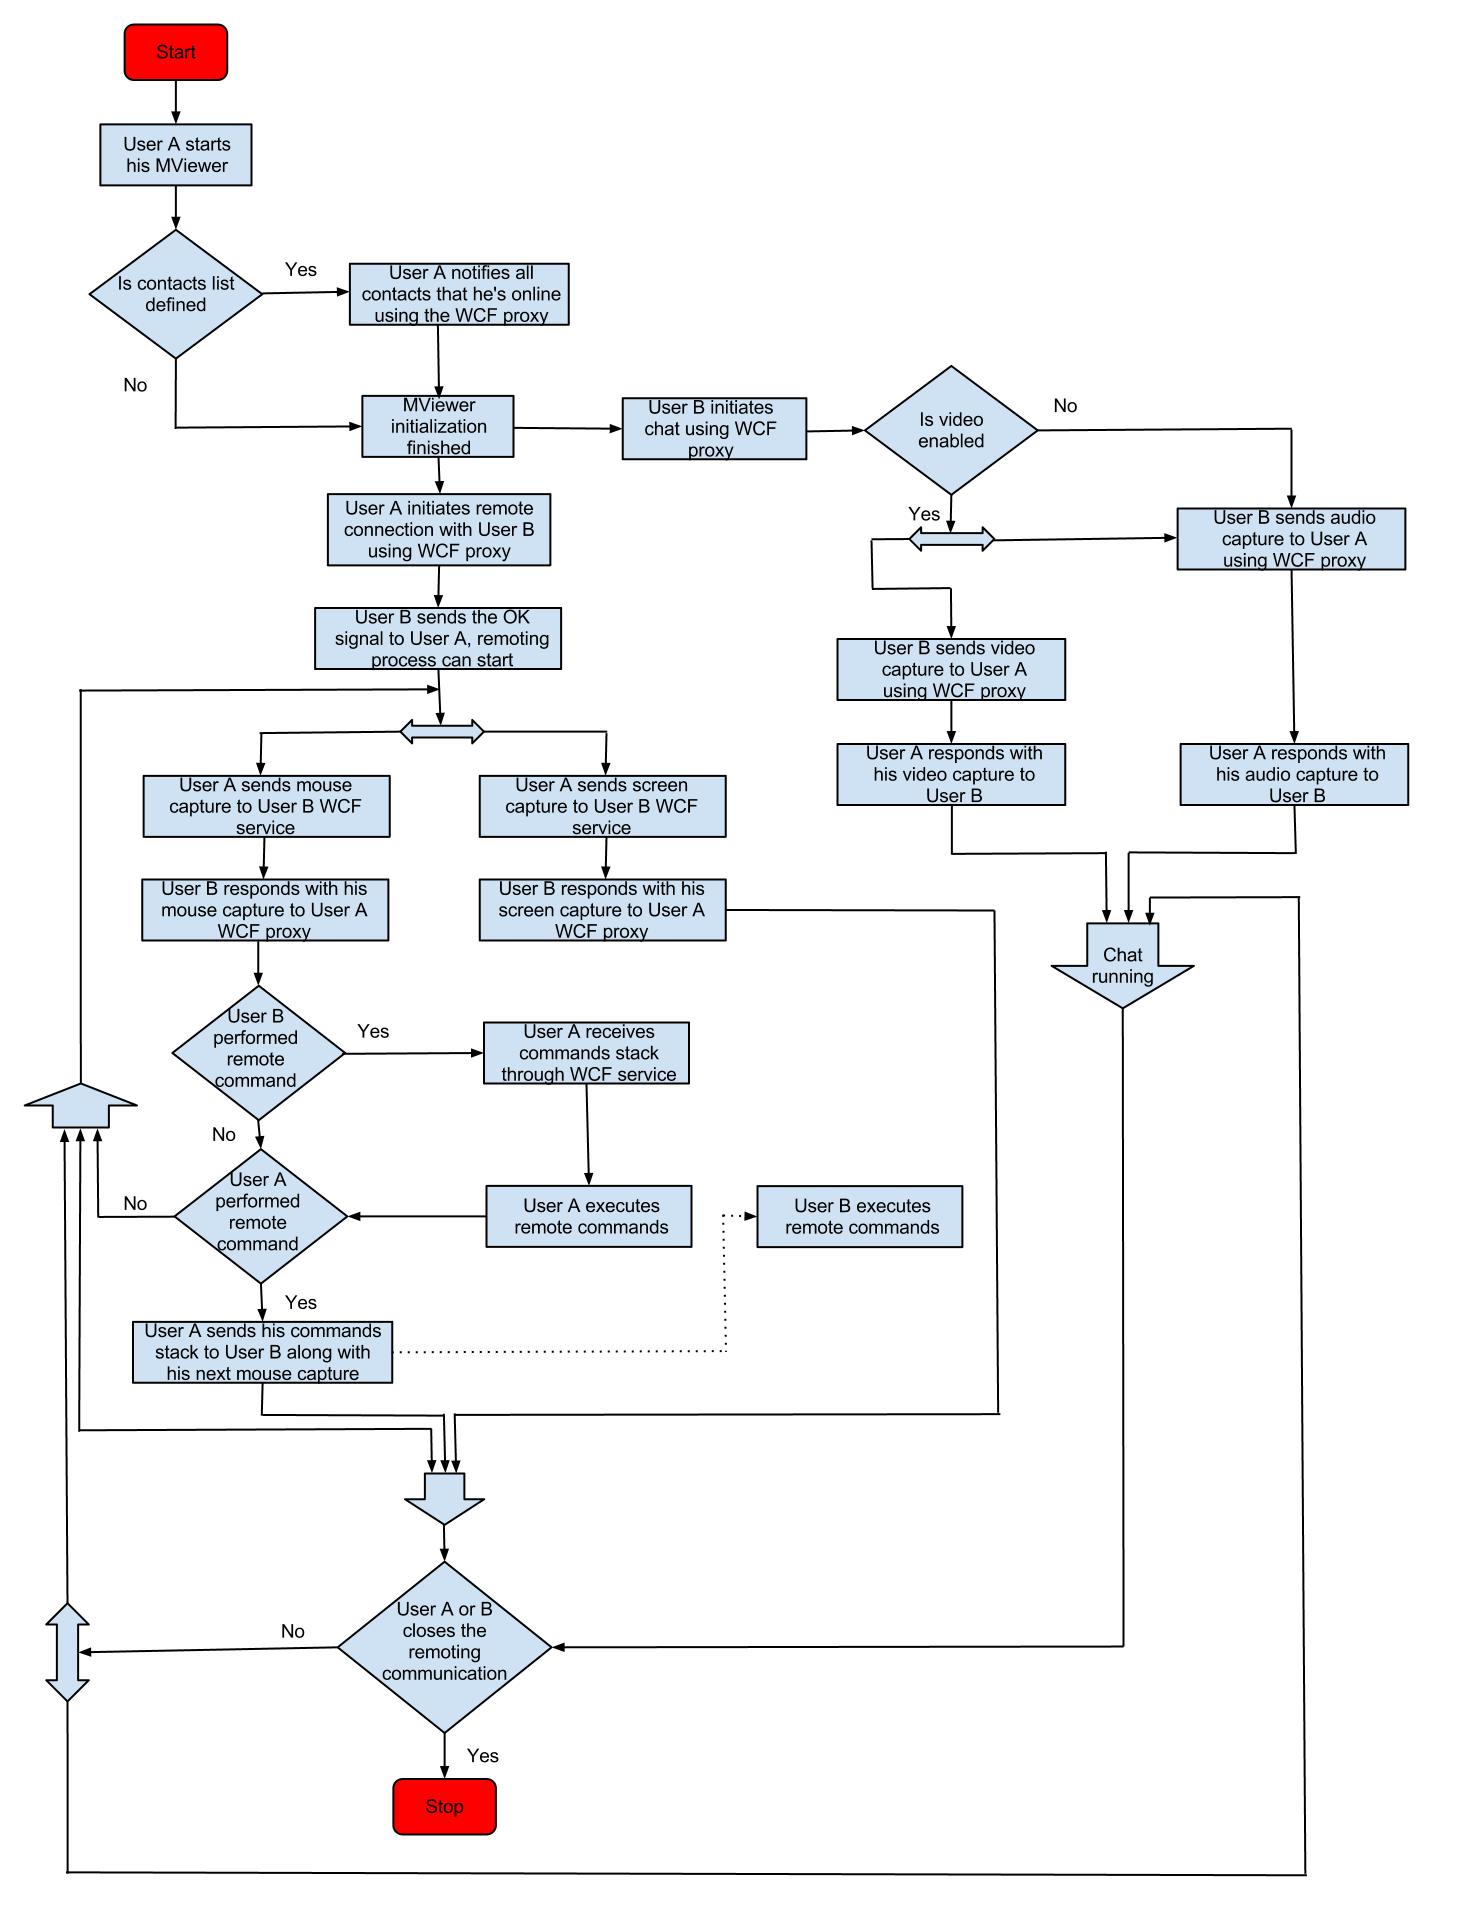 Start
User A starts
his MViewer
Is contacts list
defined
Yes
No
User A notifies all
contacts that he's online
using the WCF proxy
MViewer
initialization
finished
User B initiates
chat using WCF
proxy
Is video
enabled
No
Yes
User B sends audio
capture to User A
using WCF proxy
User A initiates remote
connection with User B
using WCF proxy
User B sends the OK
signal to User A, remoting
process can start
User B sends video
capture to User A
using WCF proxy
User A responds with
his video capture to
User B
User A responds with
his audio capture to
User B
User A sends mouse
capture to User B WCF
service
User A sends screen
capture to User B WCF
service
User B responds with his
mouse capture to User A
WCF proxy
User B responds with his
screen capture to User A
WCF proxy
Chat
running
User B
performed
remote
command
Yes
No
User A receives
commands stack
through WCF service
User A
performed
remote
command
No
Yes
User A executes
remote commands
User B executes
remote commands
User A sends his commands
stack to User B along with
his next mouse capture
User A or B
closes the
remoting
communication
No
Yes
Stop